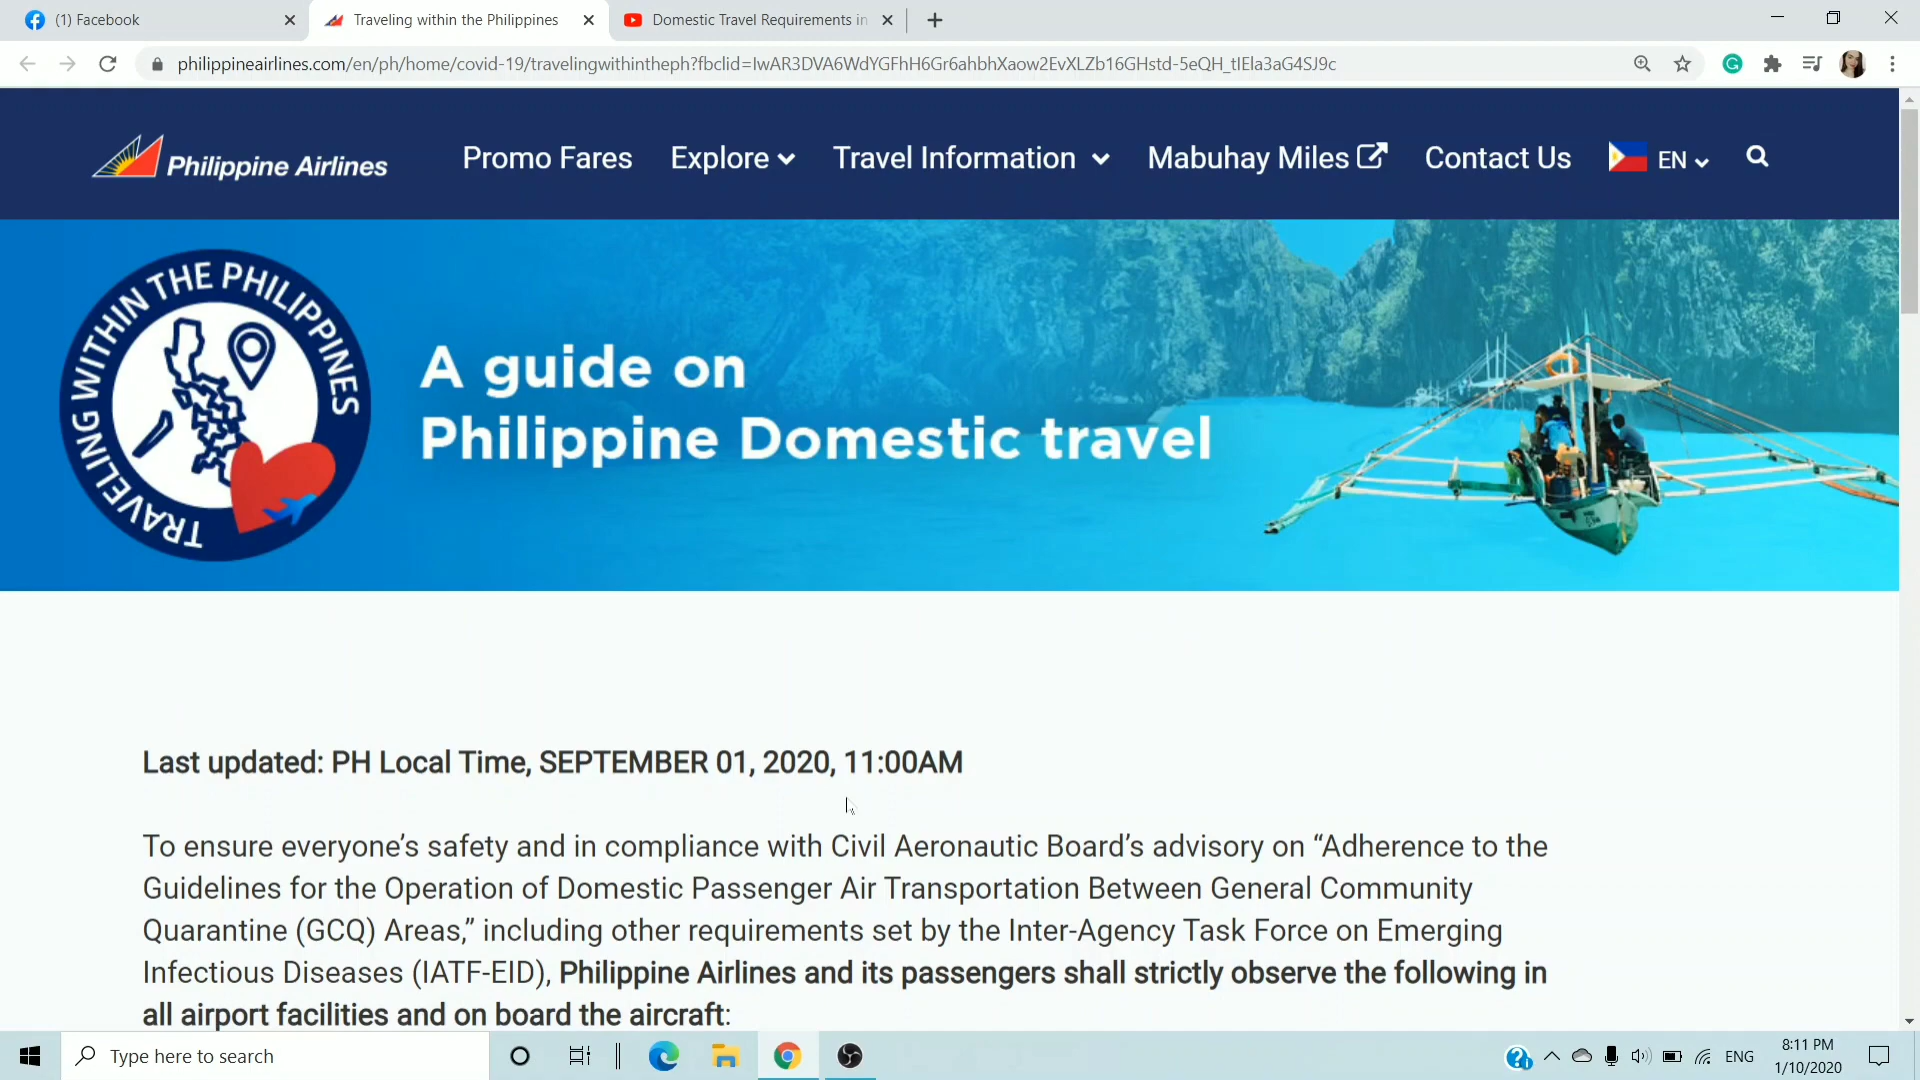 (1) Facebook
Traveling within the Philippines
Domestic Travel Requirements in
philippineairlines.com/en/ph/home/covid-19/travelingwithintheph?fbclid=IwAR3DVA6WdYGFhH6Gr6ahbhXaow2EvXLZb16GHstd-5eQH_tIEla3aG4SJ9c
Philippine Airlines
Promo Fares
Explore
Travel Information
Mabuhay Miles
Contact Us
EN
TRAVELING WITHIN THE PHILIPPINES
A guide on
Philippine Domestic travel
Last updated: PH Local Time, SEPTEMBER 01, 2020, 11:00AM
To ensure everyone’s safety and in compliance with Civil Aeronautic Board’s advisory on “Adherence to the
Guidelines for the Operation of Domestic Passenger Air Transportation Between General Community
Quarantine (GCQ) Areas,” including other requirements set by the Inter-Agency Task Force on Emerging
Infectious Diseases (IATF-EID), Philippine Airlines and its passengers shall strictly observe the following in
all airport facilities and on board the aircraft:
Type here to search
ENG
8:11 PM
1/10/2020